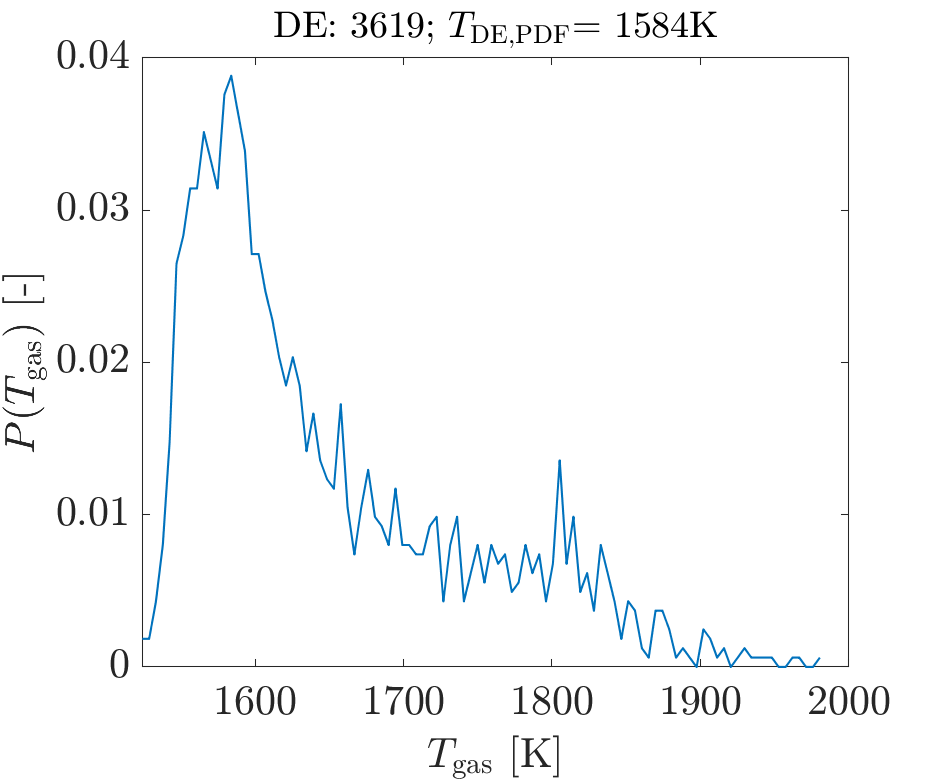 DE: 3619; T_DE,PDF= 1584K
0.04
0.03
0.02
0.01
0
P(T_gas) [-]
1600 1700 1800 1900 2000
T_gas [K]